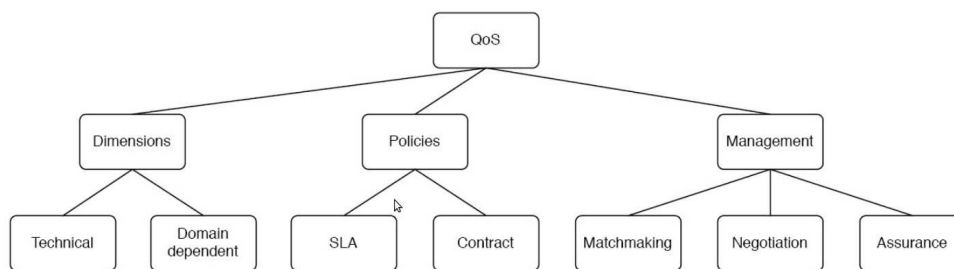 QoS
Dimensions
Policies
Management
Technical
Domain
dependent
SLA
Contract
Matchmaking
Negotiation
Assurance